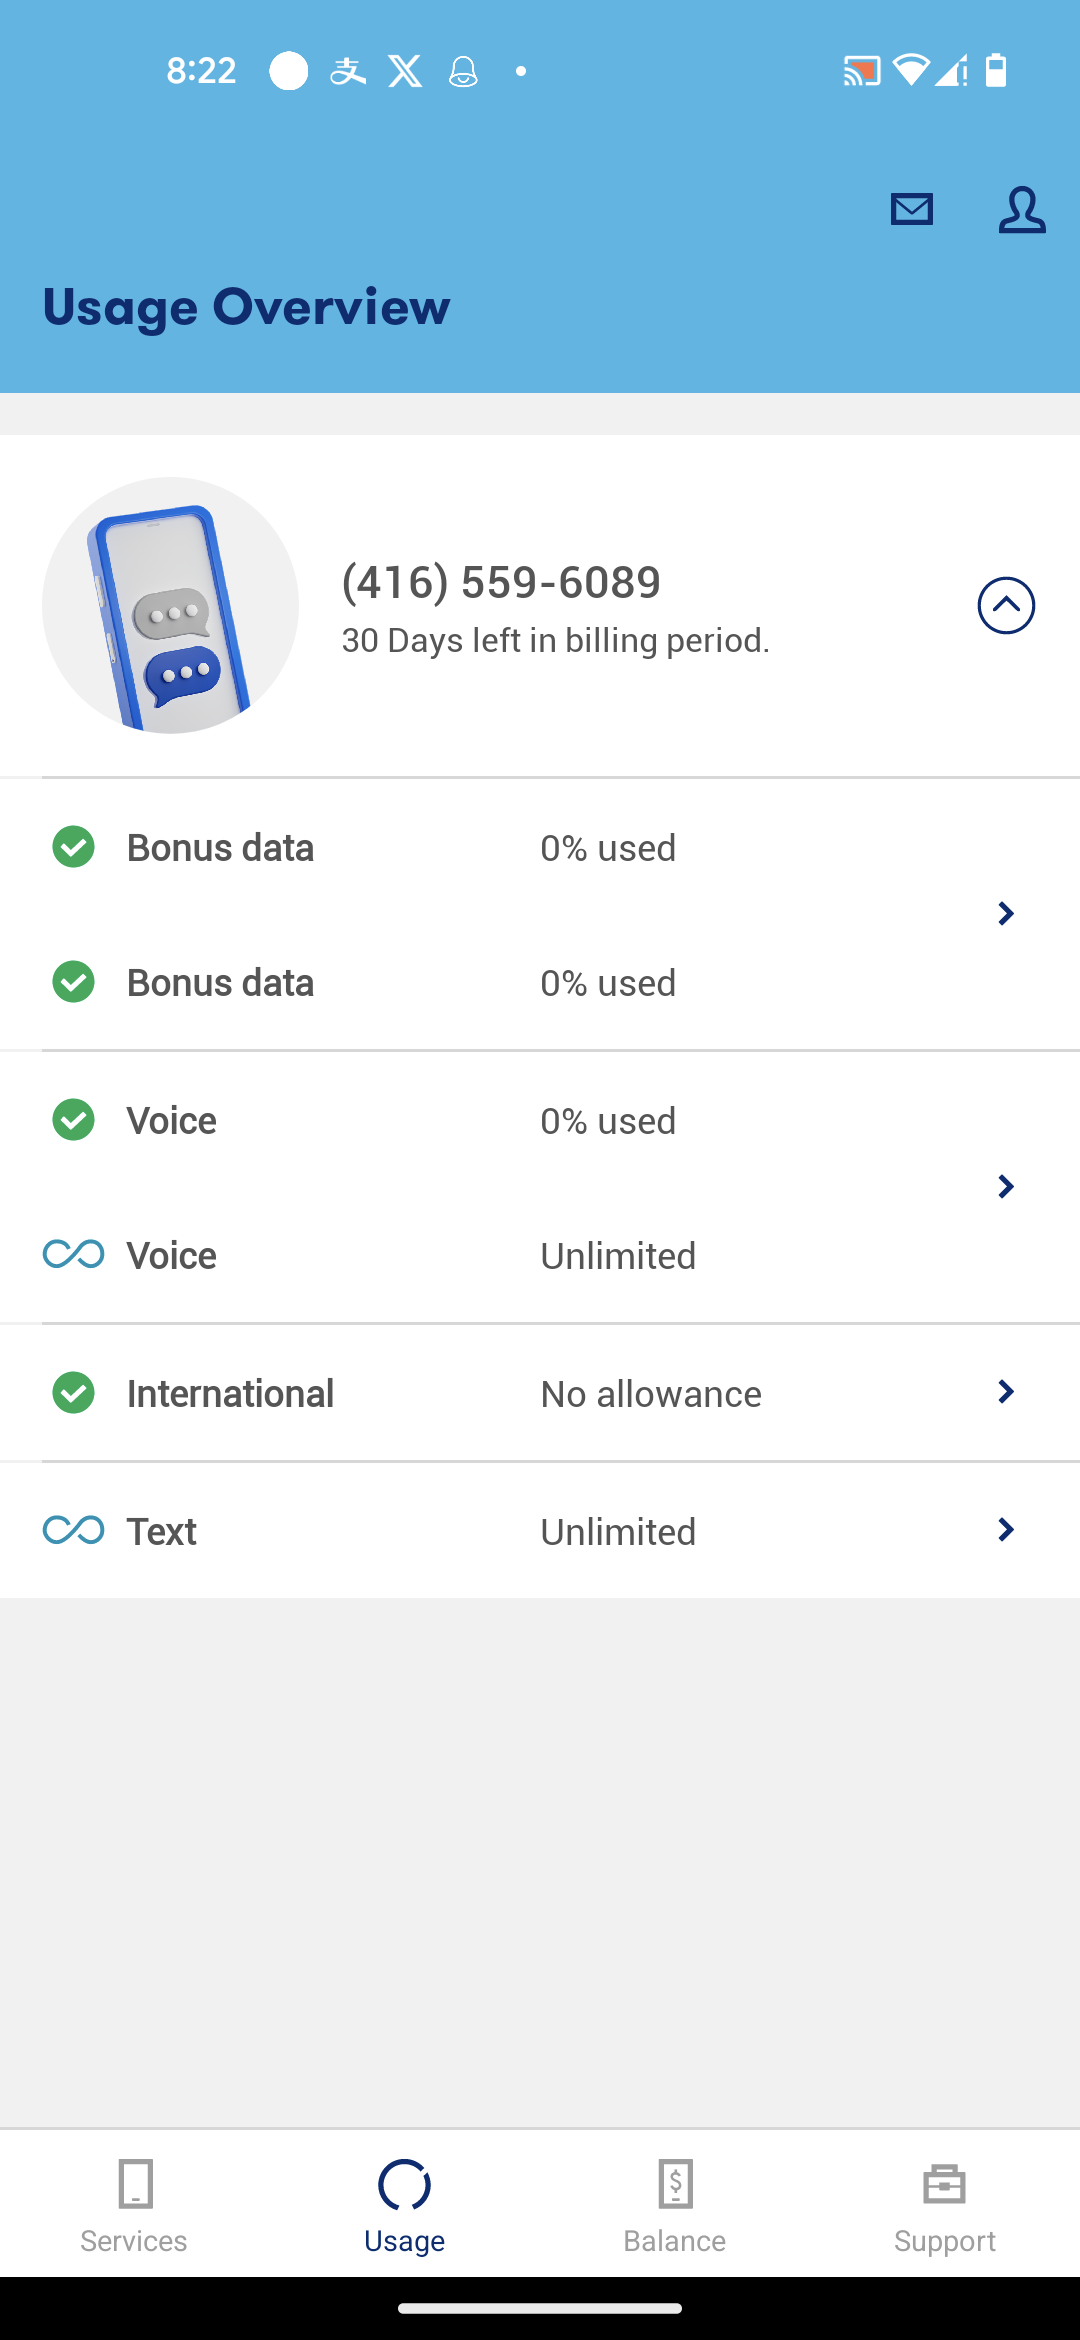 8:22
Usage Overview
(416) 559-6089
30 Days left in billing period.
Bonus data 0% used
Bonus data 0% used
Voice 0% used
Voice Unlimited
International No allowance
Text Unlimited
Services Usage Balance Support